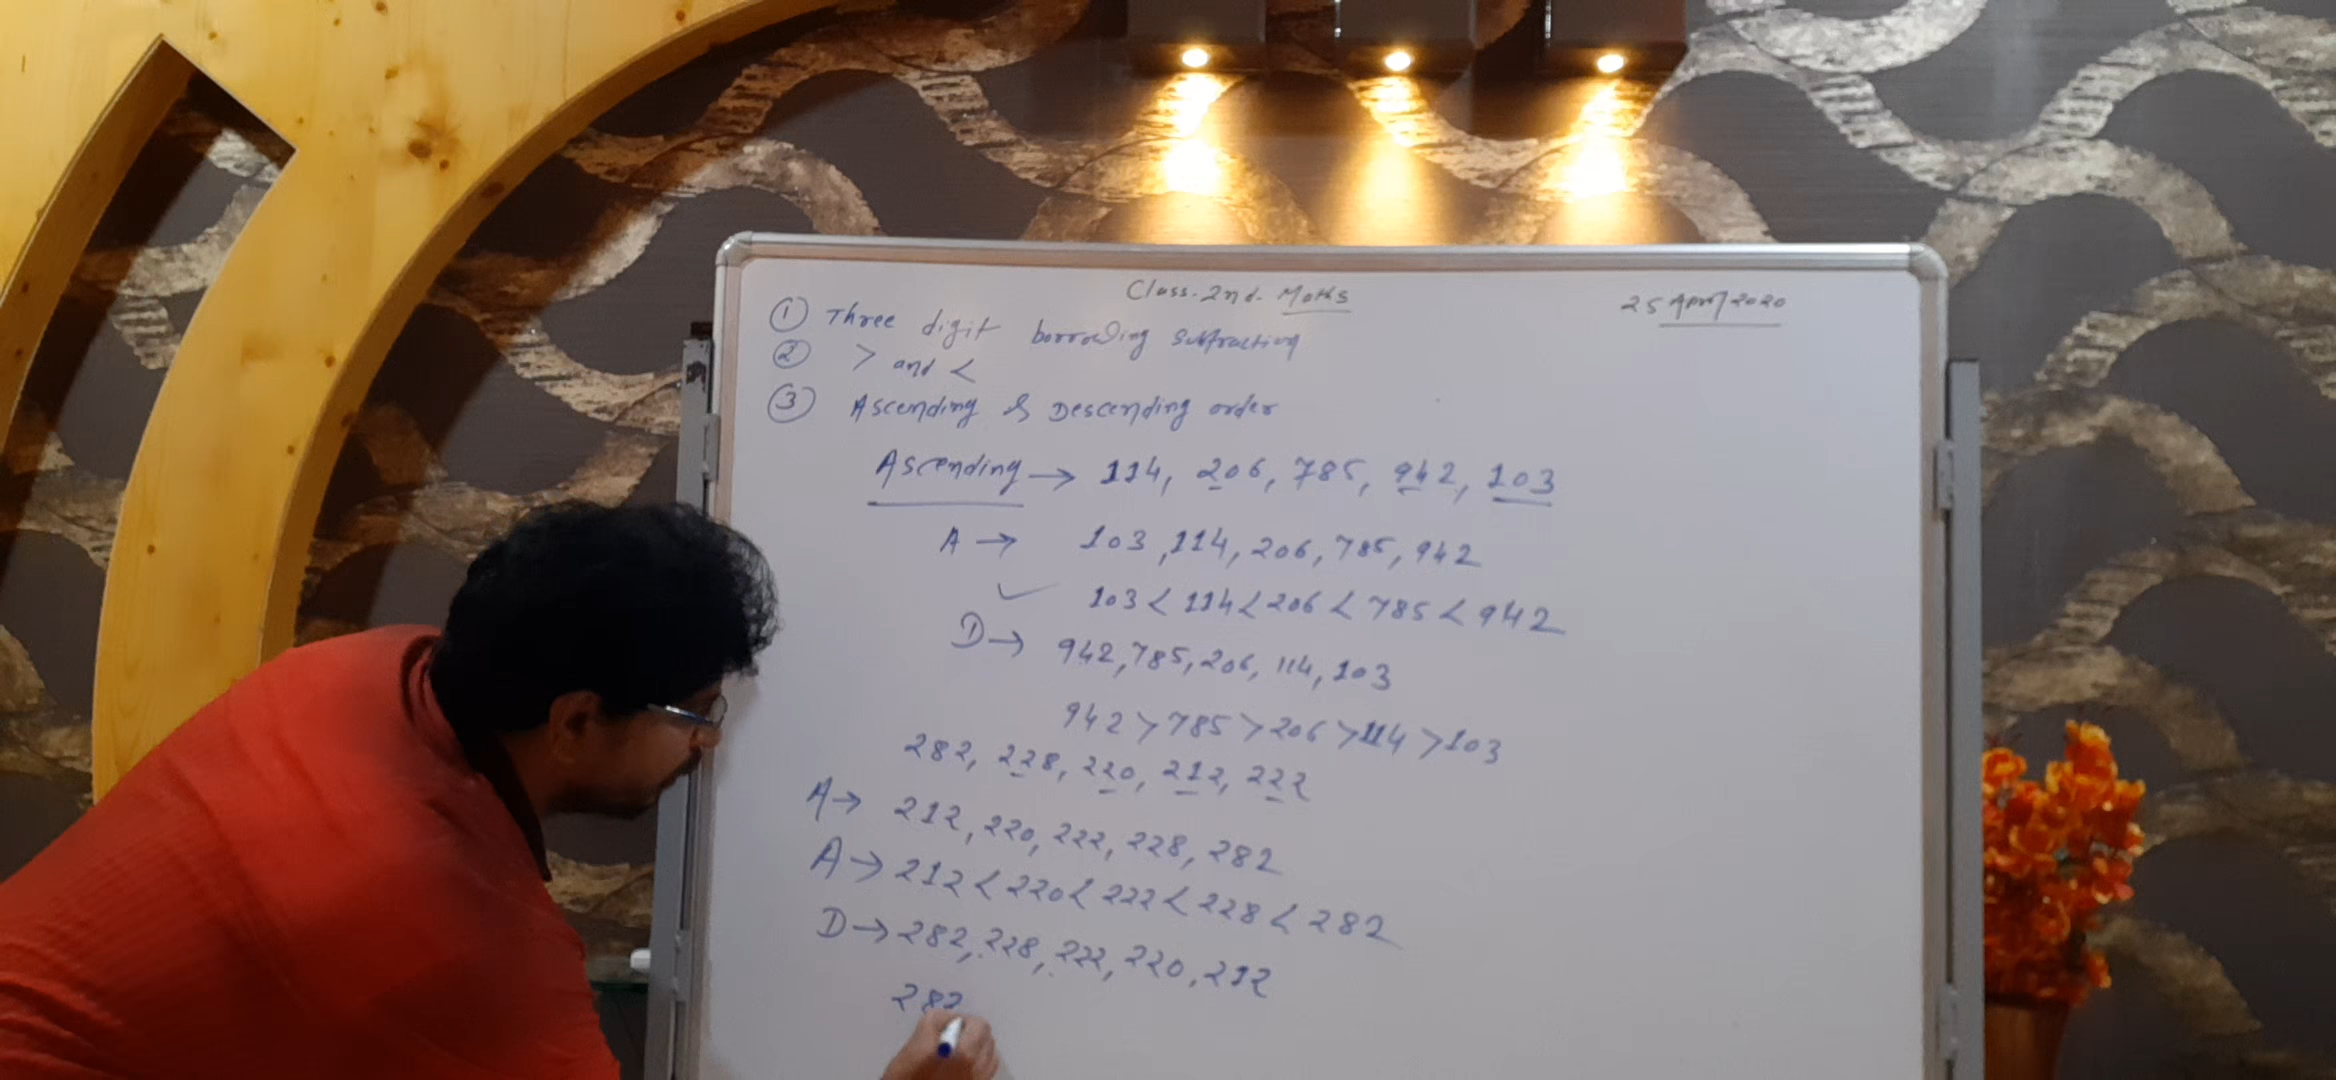 Class. 2nd. Maths
25 April 2020
① Three digit borrowing Subtraction
② > and <
③ Ascending & Descending order
Ascending → 114, 206, 785, 942, 103
A → 103, 114, 206, 785, 942
✓ 103 < 114 < 206 < 785 < 942
D → 942, 785, 206, 114, 103
942 > 785 > 206 > 114 > 103
282, 228, 220, 212, 222
A → 212, 220, 222, 228, 282
A → 212 < 220 < 222 < 228 < 282
D → 282, 228, 222, 220, 212
282